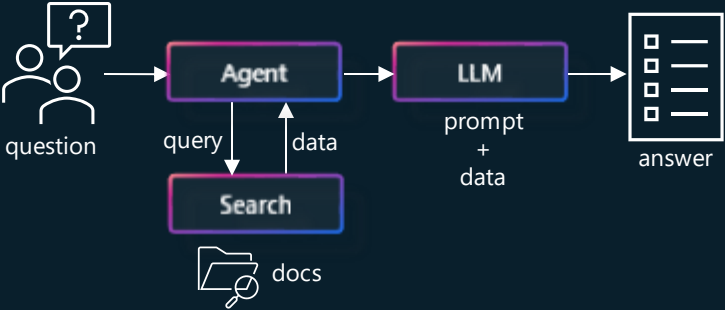 ?
question
Agent
LLM
query
data
prompt
+
data
answer
Search
docs